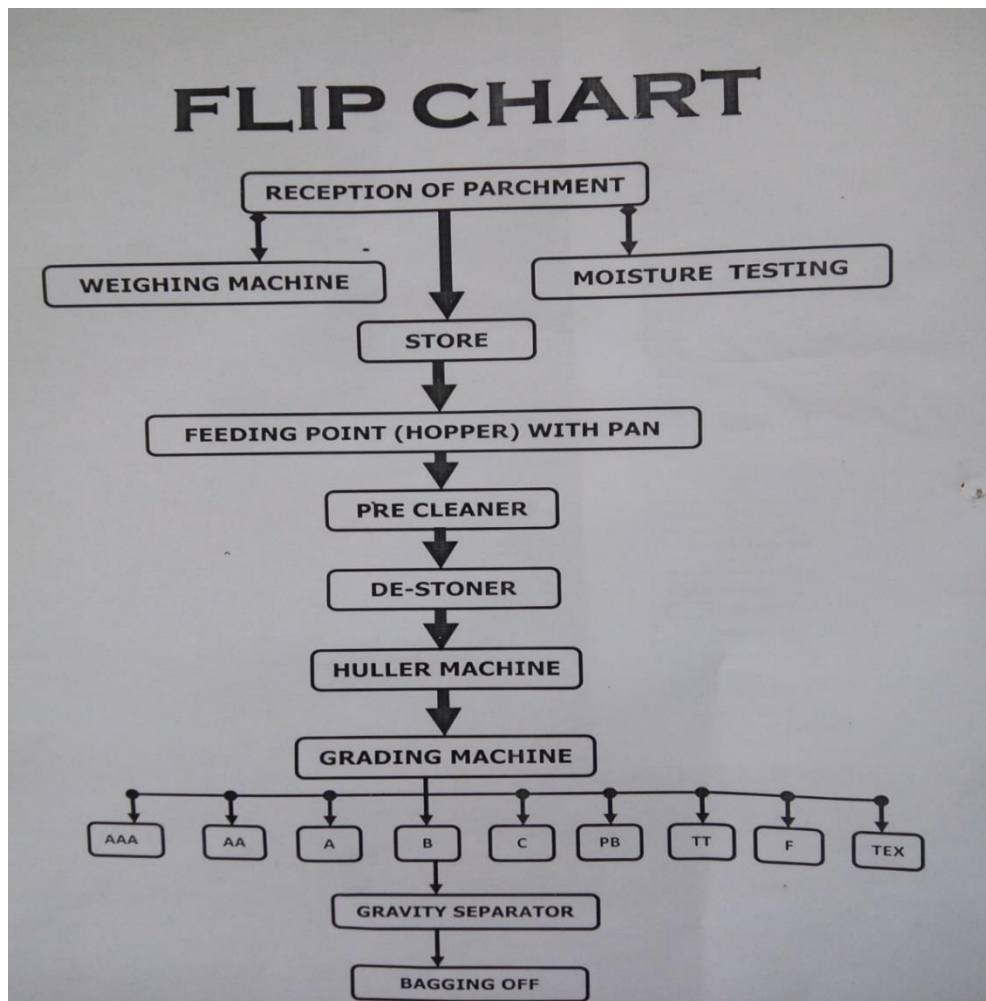 FLIP CHART
RECEPTION OF PARCHMENT
WEIGHING MACHINE
MOISTURE TESTING
STORE
FEEDING POINT (HOPPER) WITH PAN
PRE CLEANER
DE-STONER
HULLER MACHINE
GRADING MACHINE
AAA
AA
A
B
C
PB
TT
F
TEX
GRAVITY SEPARATOR
BAGGING OFF